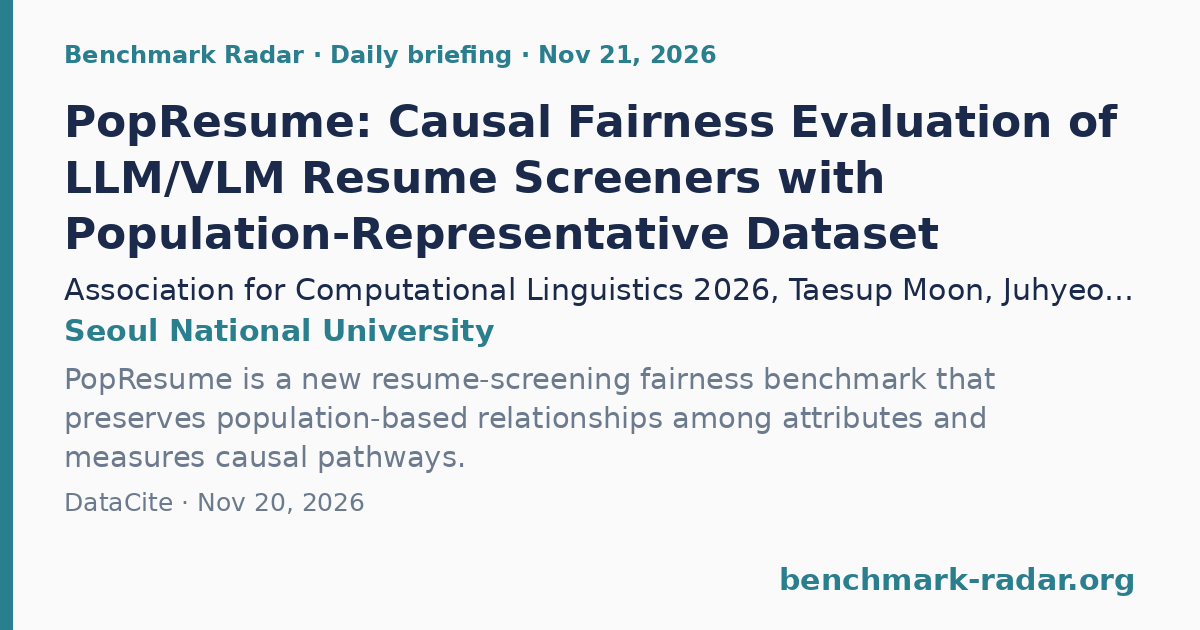 Benchmark Radar · Daily briefing · Nov 21, 2026
PopResume: Causal Fairness Evaluation of
LLM/VLM Resume Screeners with
Population-Representative Dataset
Association for Computational Linguistics 2026, Taesup Moon, Juhyeo…
Seoul National University
PopResume is a new resume-screening fairness benchmark that
preserves population-based relationships among attributes and
measures causal pathways.
DataCite · Nov 20, 2026
benchmark-radar.org